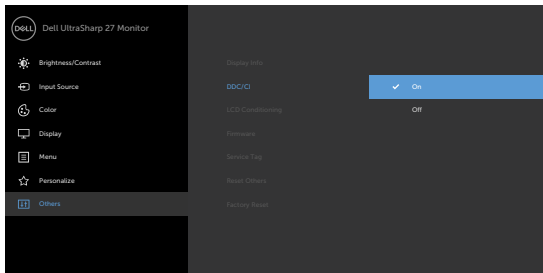 DELL Dell UltraSharp 27 Monitor
Brightness/Contrast Display Info
Input Source DDC/CI On
Color LCD Conditioning Off
Display Firmware
Menu Service Tag
Personalize Reset Others
Others Factory Reset